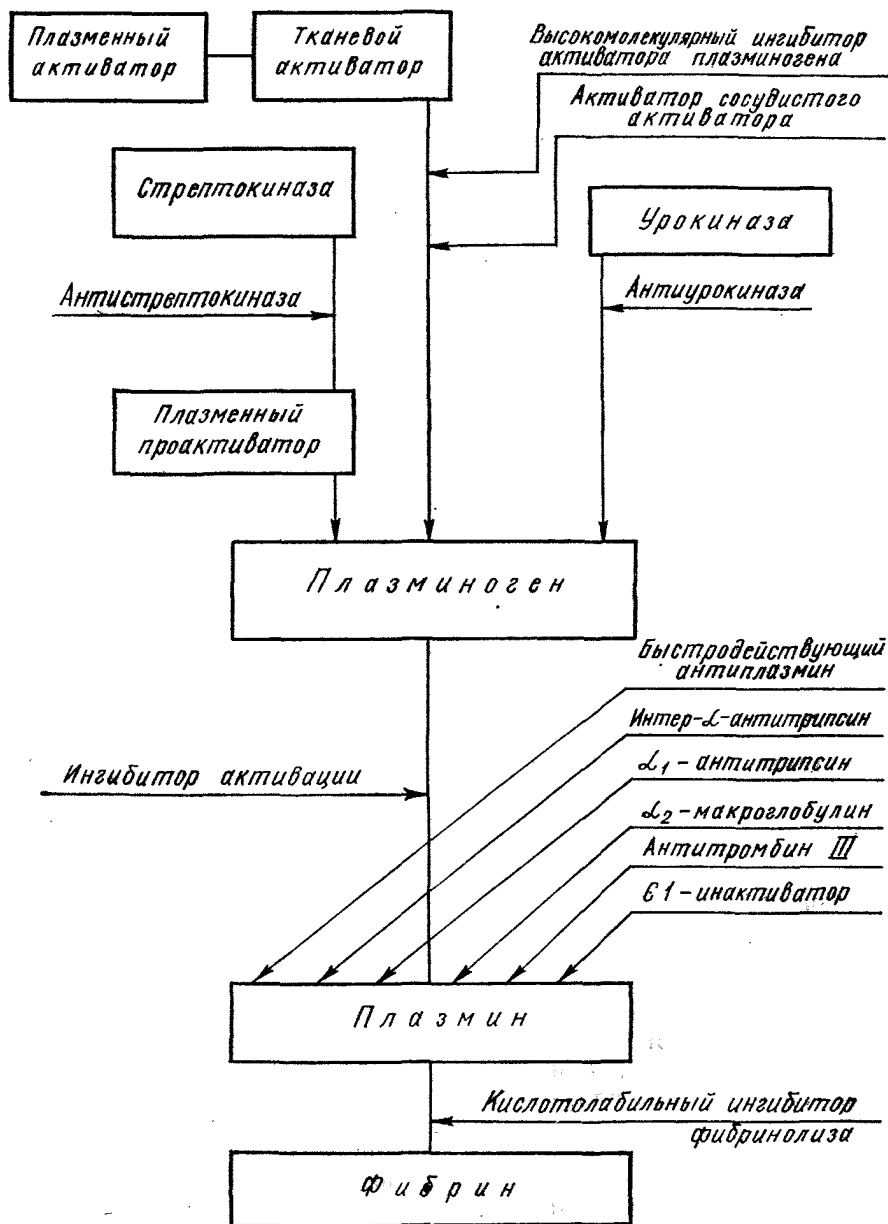 Плазменный
активатор
Тканевой
активатор
Высокомолекулярный ингибитор
активатора плазминогена
Активатор сосудистого
активатора
Стрептокиназа
Урокиназа
Антистрептокиназа
Антиурокиназа
Плазменный
проактиватор
Плазминоген
Быстродействующий
антиплазмин
Интер-α-антитрипсин
Ингибитор активации
α₁-антитрипсин
α₂-макроглобулин
Антитромбин III
C1-инактиватор
Плазмин
Кислотолабильный ингибитор
фибринолиза
Фибрин